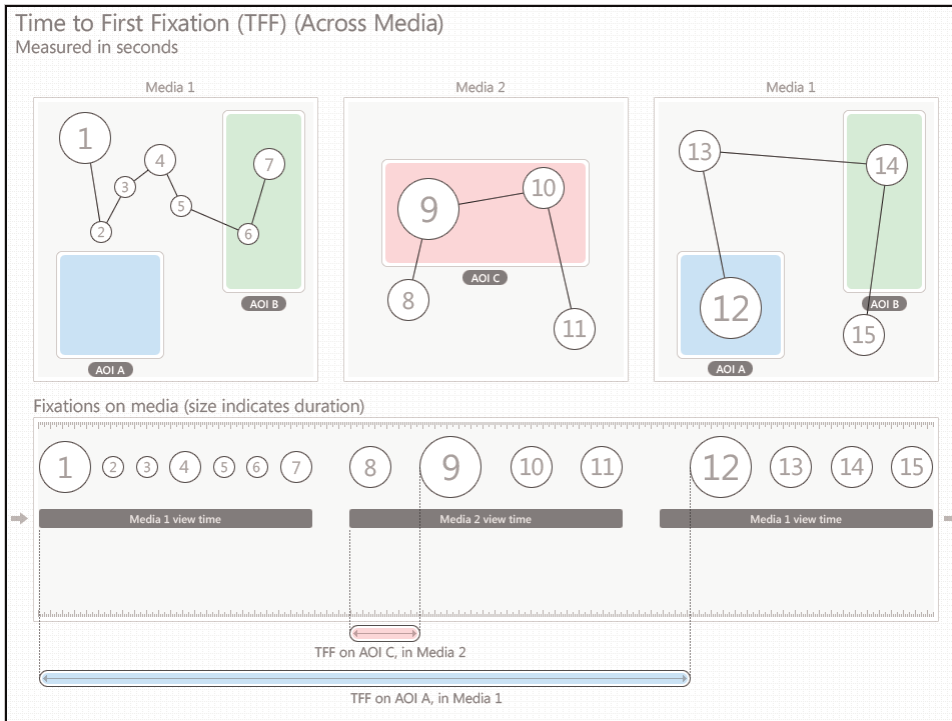 Time to First Fixation (TFF) (Across Media)
Measured in seconds
Media 1
Media 2
Media 1
1
2
3
4
5
6
7
AOI A
AOI B
8
9
10
11
AOI C
12
13
14
15
AOI A
AOI B
Fixations on media (size indicates duration)
1 2 3 4 5 6 7 8 9 10 11 12 13 14 15
Media 1 view time
Media 2 view time
Media 1 view time
TFF on AOI C, in Media 2
TFF on AOI A, in Media 1